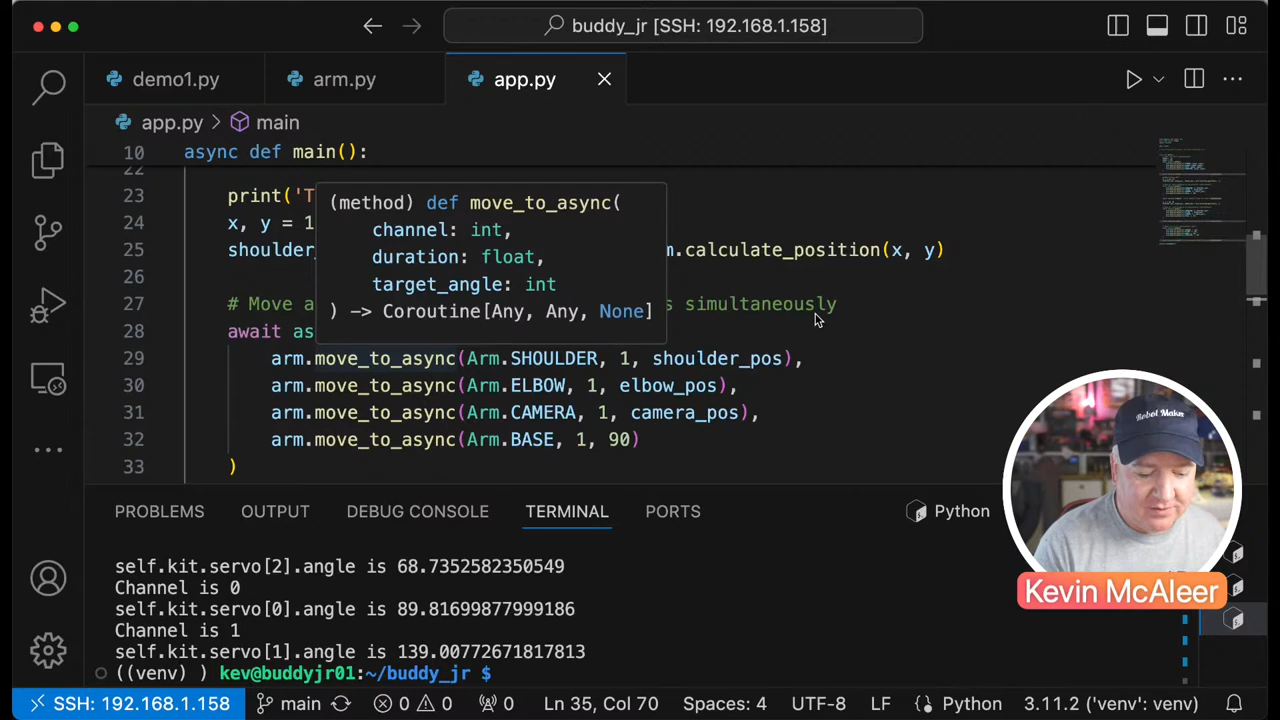 buddy_jr [SSH: 192.168.1.158]
demo1.py
arm.py
app.py
app.py > main
10 async def main():
22
23 print('T
24 x, y = 1
25 shoulder_ m.calculate_position(x, y)
26
27 # Move a s simultaneously
28 await as
(method) def move_to_async(
channel: int,
duration: float,
target_angle: int
) -> Coroutine[Any, Any, None]
29 arm.move_to_async(Arm.SHOULDER, 1, shoulder_pos),
30 arm.move_to_async(Arm.ELBOW, 1, elbow_pos),
31 arm.move_to_async(Arm.CAMERA, 1, camera_pos),
32 arm.move_to_async(Arm.BASE, 1, 90)
33 )
PROBLEMS OUTPUT DEBUG CONSOLE TERMINAL PORTS Python
self.kit.servo[2].angle is 68.7352582350549
Channel is 0
self.kit.servo[0].angle is 89.81699877999186
Channel is 1
self.kit.servo[1].angle is 139.00772671817813
((venv) ) kev@buddyjr01:~/buddy_jr $
Robot Maker
Kevin McAleer
SSH: 192.168.1.158 main 0 0 0 Ln 35, Col 70 Spaces: 4 UTF-8 LF Python 3.11.2 ('venv': venv)